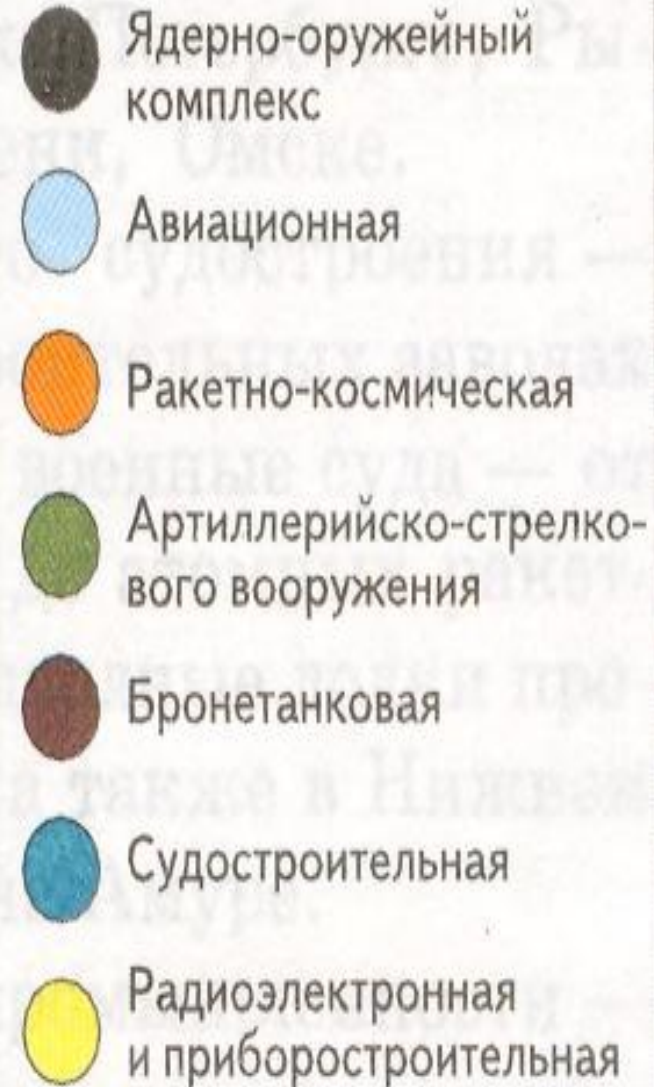 Ядерно-оружейный
комплекс
Авиационная
Ракетно-космическая
Артиллерийско-стрелко-
вого вооружения
Бронетанковая
Судостроительная
Радиоэлектронная
и приборостроительная